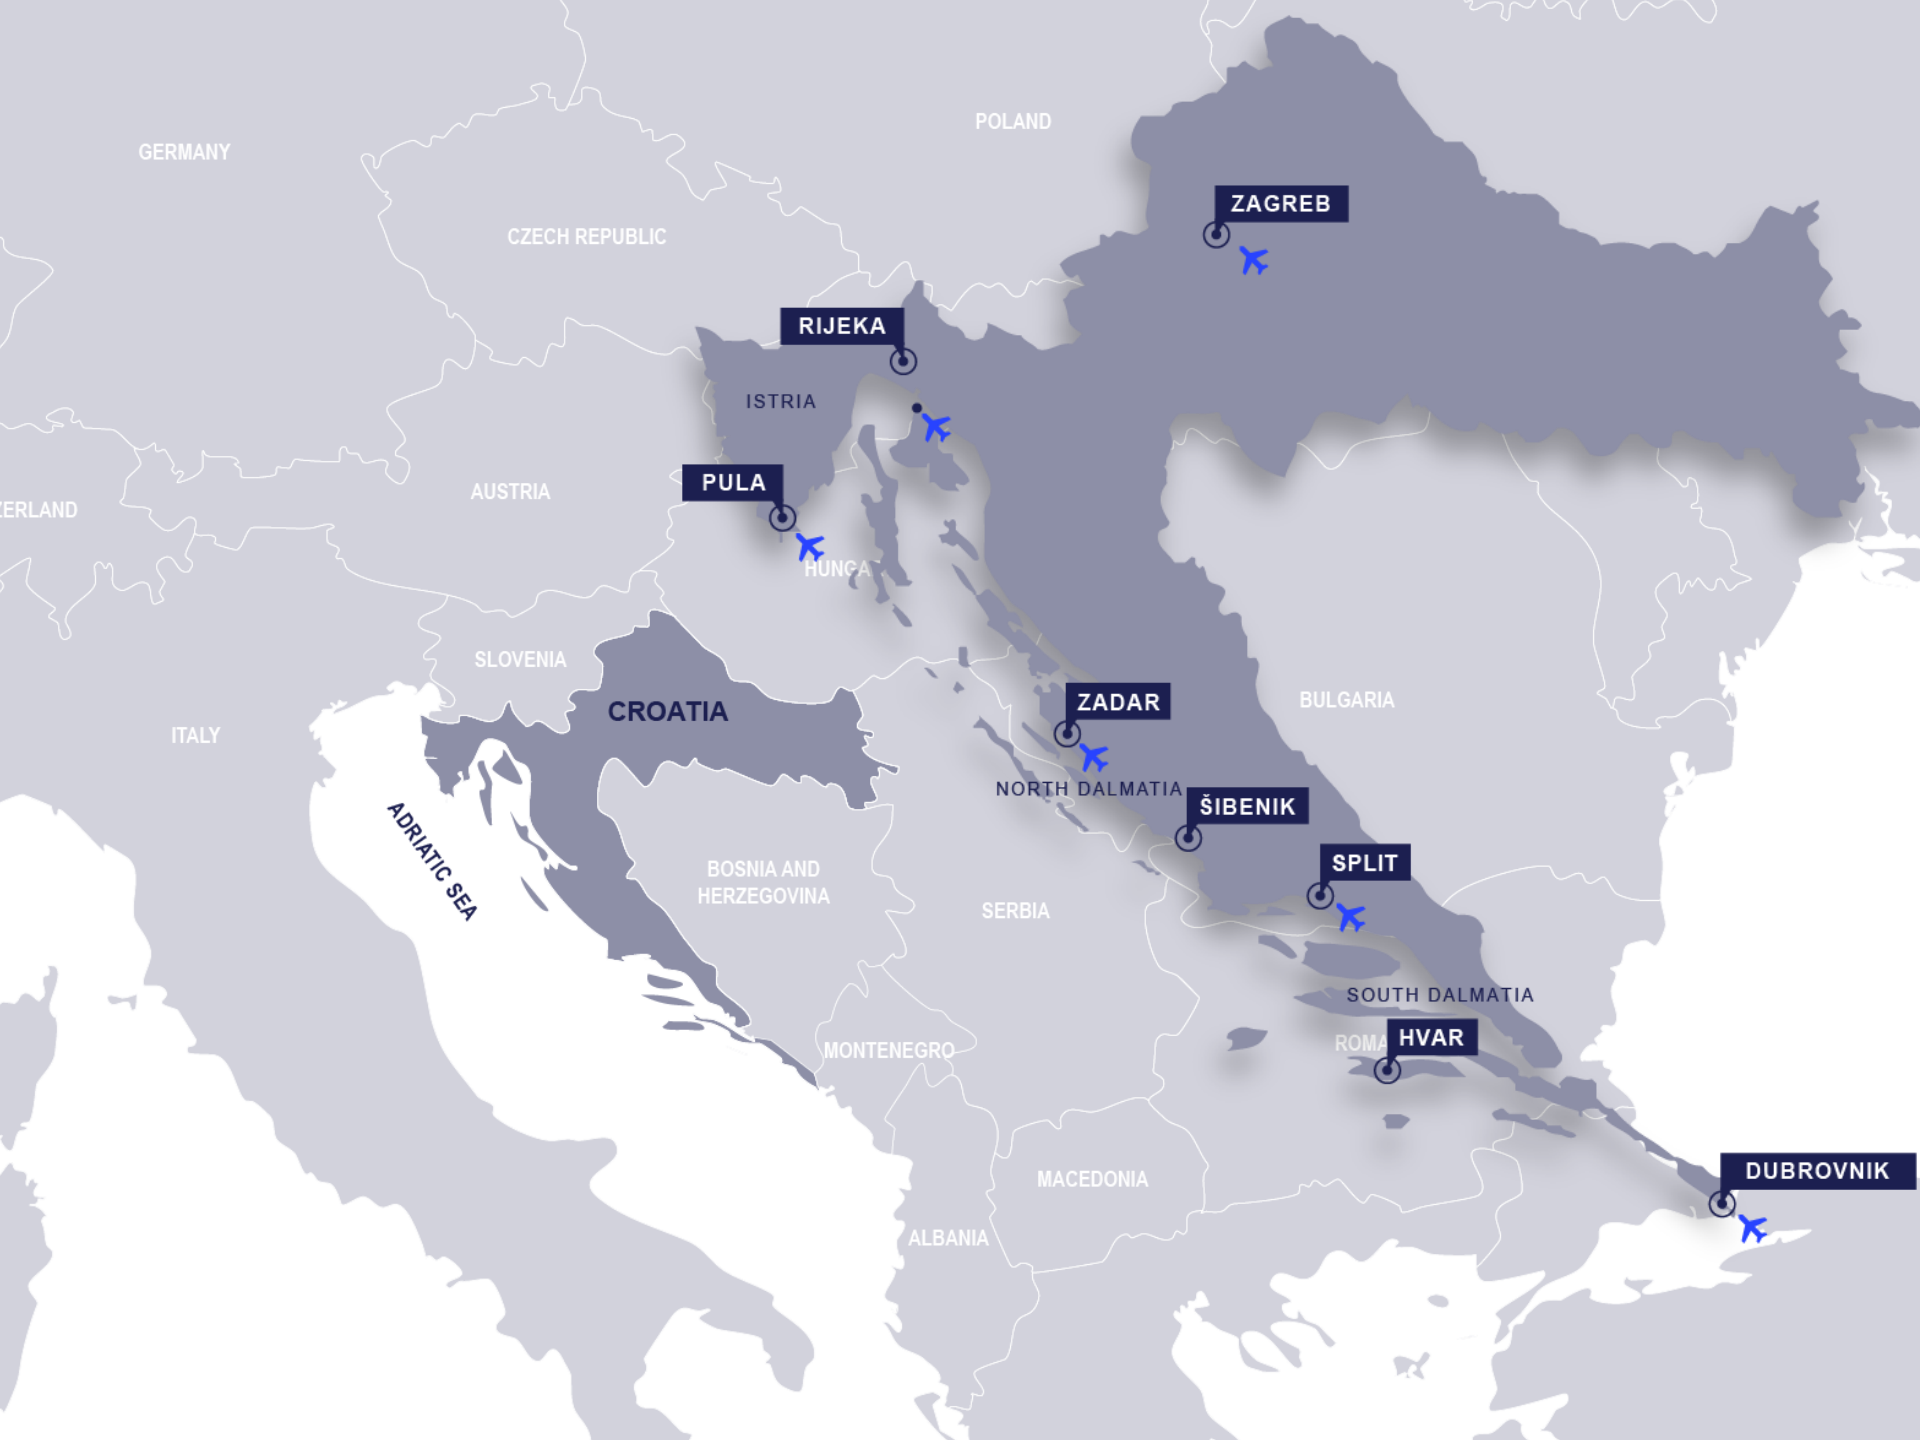 POLAND
GERMANY
ZAGREB
CZECH REPUBLIC
RIJEKA
ISTRIA
PULA
AUSTRIA
ZERLAND
HUNGA
SLOVENIA
CROATIA
ZADAR
BULGARIA
ITALY
NORTH DALMATIA
ŠIBENIK
ADRIATIC SEA
SPLIT
BOSNIA AND
HERZEGOVINA
SERBIA
SOUTH DALMATIA
ROMA
HVAR
MONTENEGRO
DUBROVNIK
MACEDONIA
ALBANIA